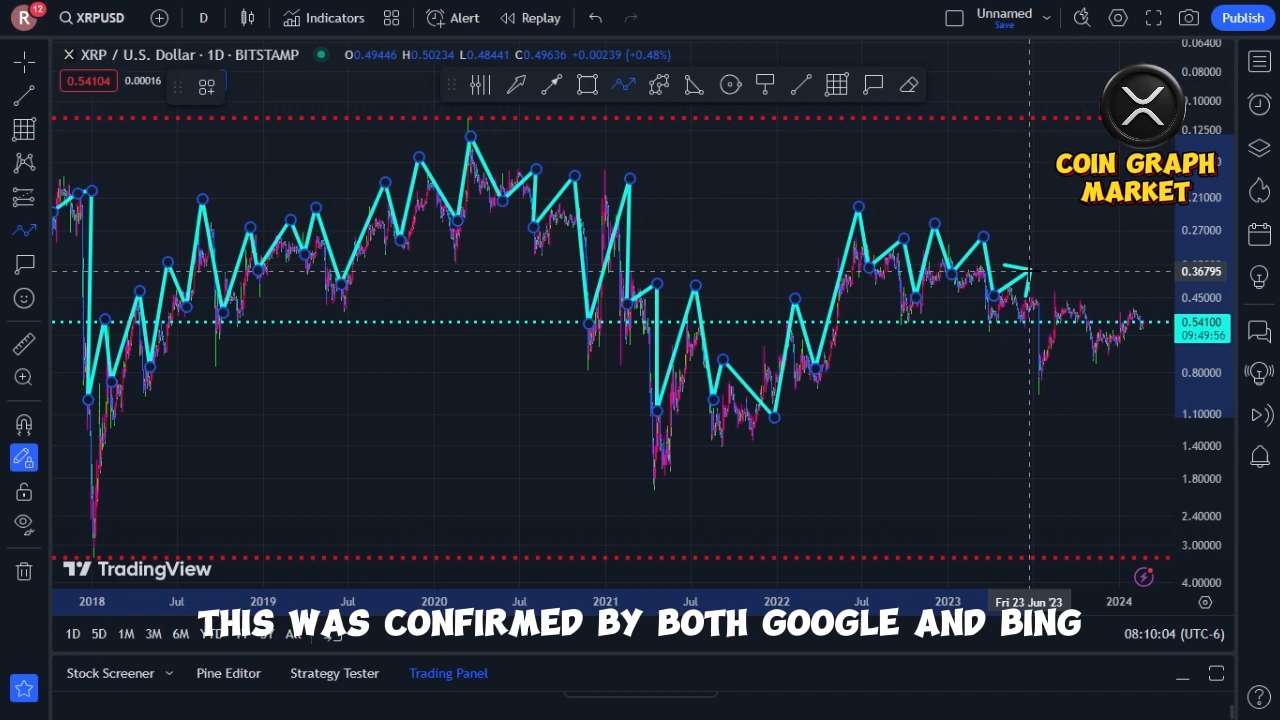 R
12
XRPUSD
D
Indicators
Alert
Replay
Unnamed
Save
Publish
XRP / U.S. Dollar · 1D · BITSTAMP
O0.49446 H0.50234 L0.48441 C0.49636 +0.00239 (+0.48%)
0.54104
0.00016
0.06400
0.08000
0.10000
0.12500
COIN GRAPH
MARKET
0.21000
0.27000
0.36795
0.45000
0.54100
09:49:56
0.80000
1.10000
1.40000
1.80000
2.40000
3.00000
4.00000
TradingView
2018
Jul
2019
Jul
2020
Jul
2021
Jul
2022
Jul
2023
Fri 23 Jun '23
2024
THIS WAS CONFIRMED BY BOTH GOOGLE AND BING
1D 5D 1M 3M 6M
08:10:04 (UTC-6)
Stock Screener
Pine Editor
Strategy Tester
Trading Panel